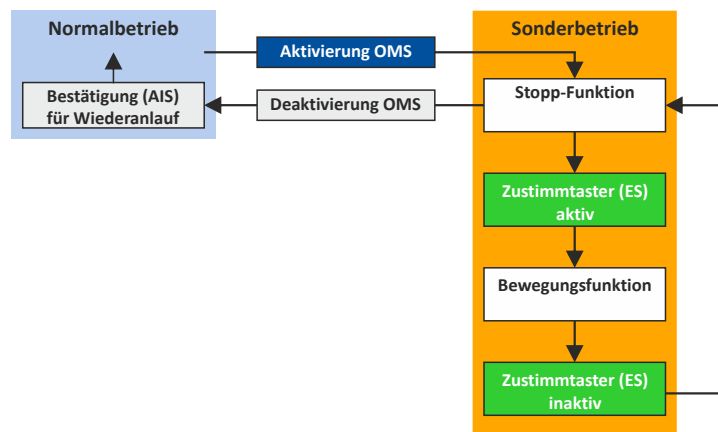 Normalbetrieb
Aktivierung OMS
Sonderbetrieb
Bestätigung (AIS)
für Wiederanlauf
Deaktivierung OMS
Stopp-Funktion
Zustimmtaster (ES)
aktiv
Bewegungsfunktion
Zustimmtaster (ES)
inaktiv